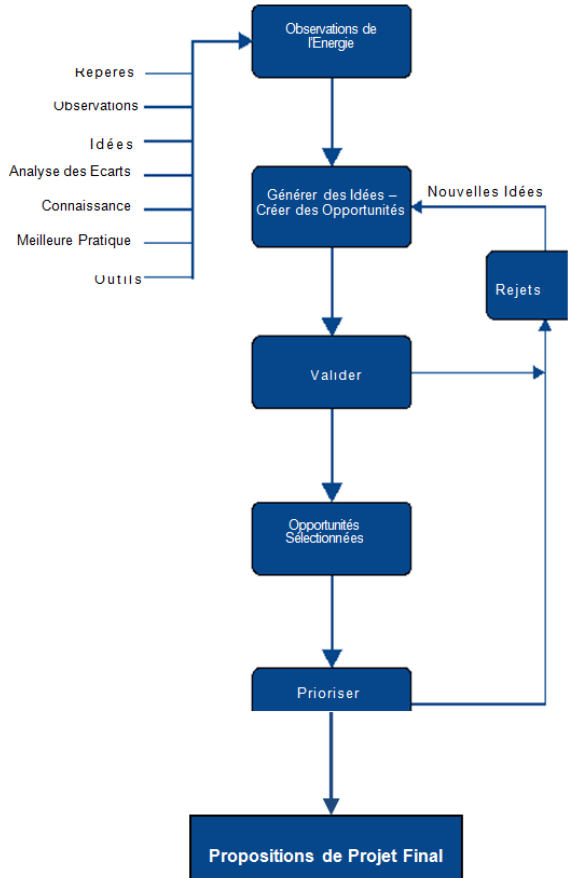 Observations de
l'Energie
Repères
Observations
Idées
Analyse des Ecarts
Connaissance
Meilleure Pratique
Outils
Générer des Idées –
Créer des Opportunités
Nouvelles Idées
Rejets
Valider
Opportunités
Sélectionnées
Prioriser
Propositions de Projet Final